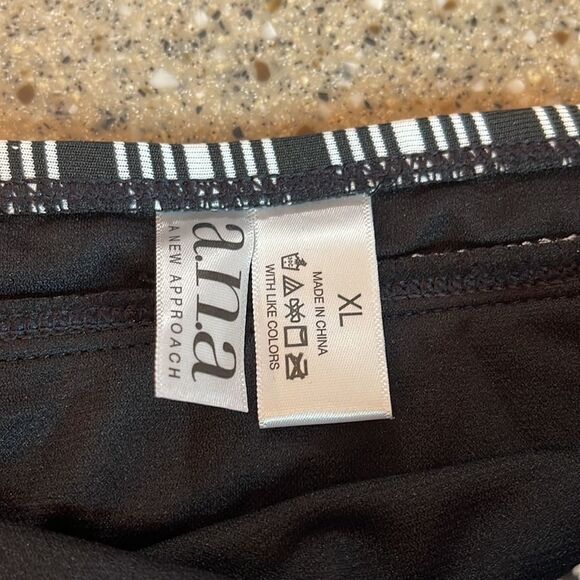 a.n.a
A NEW APPROACH
XL
MADE IN CHINA
WITH LIKE COLORS